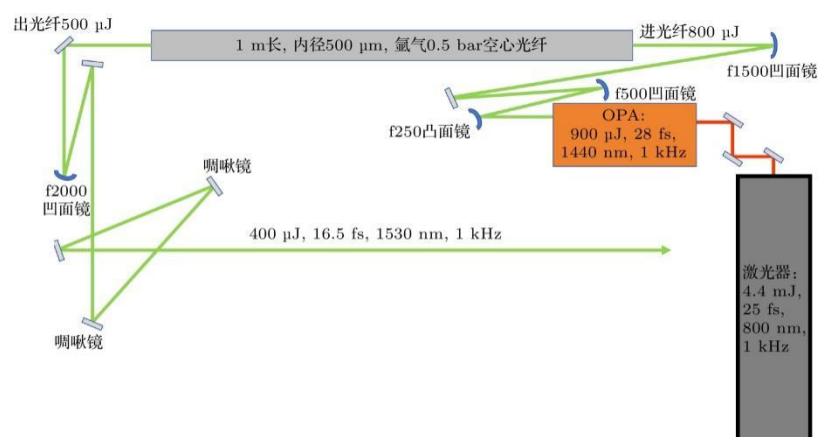 出光纤500 μJ
1 m长, 内径500 μm, 氩气0.5 bar空心光纤
进光纤800 μJ
f1500凹面镜
f500凹面镜
f250凸面镜
OPA:
900 μJ, 28 fs,
1440 nm, 1 kHz
f2000
凹面镜
啁啾镜
400 μJ, 16.5 fs, 1530 nm, 1 kHz
啁啾镜
激光器:
4.4 mJ,
25 fs,
800 nm,
1 kHz